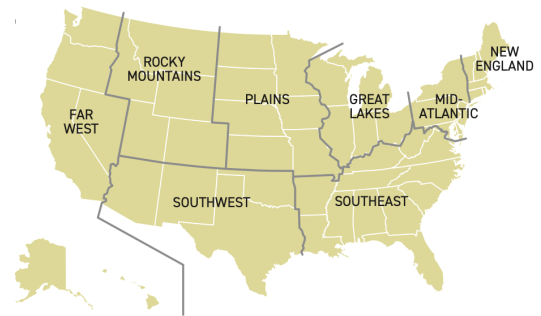 ROCKY
MOUNTAINS
PLAINS
GREAT
LAKES
NEW
ENGLAND
MID-
ATLANTIC
FAR
WEST
SOUTHWEST
SOUTHEAST